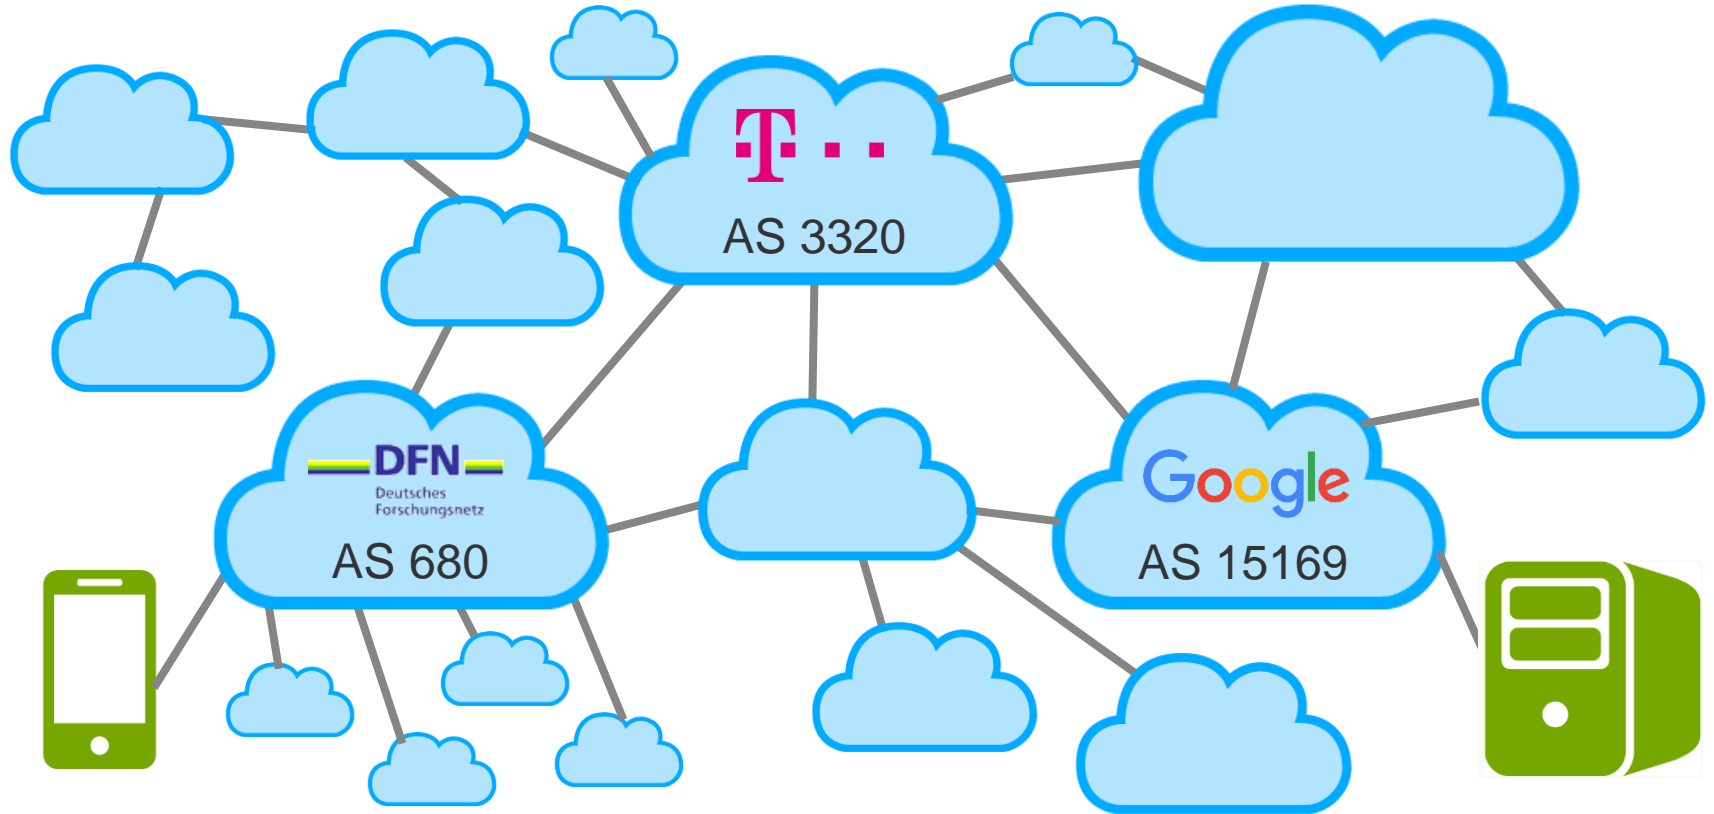 T
AS 3320
DFN
Deutsches
Forschungsnetz
AS 680
Google
AS 15169